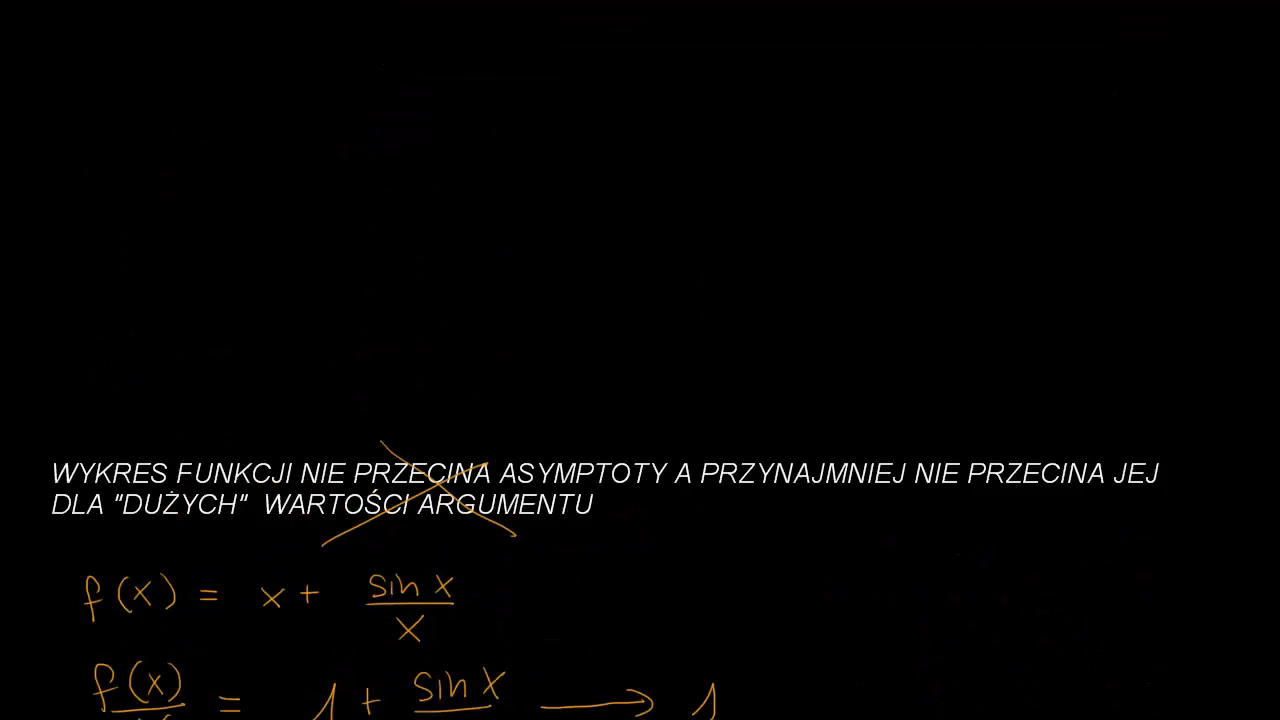 WYKRES FUNKCJI NIE PRZECINA ASYMPTOTY A PRZYNAJMNIEJ NIE PRZECINA JEJ
DLA "DUŻYCH" WARTOŚCI ARGUMENTU
f(x) = x + sin x / x
f(x) = 1 + sin x → 1